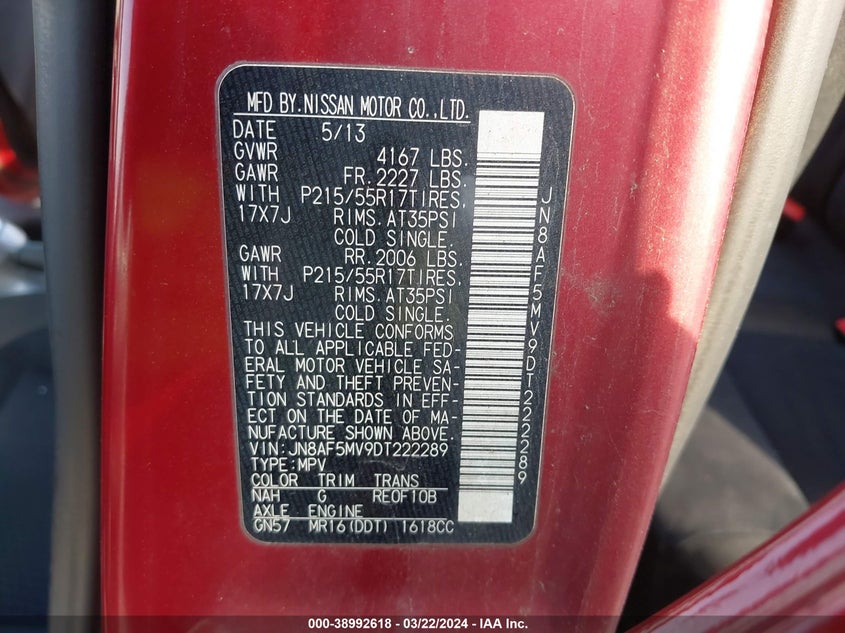 MFD BY.NISSAN MOTOR CO.,LTD.
DATE 5/13
GVWR 4167 LBS.
GAWR FR.2227 LBS.
WITH P215/55R17TIRES,
17X7J RIMS.AT35PSI
COLD SINGLE.
GAWR RR.2006 LBS.
WITH P215/55R17TIRES,
17X7J RIMS.AT35PSI
COLD SINGLE.
THIS VEHICLE CONFORMS
TO ALL APPLICABLE FED-
ERAL MOTOR VEHICLE SA-
FETY AND THEFT PREVEN-
TION STANDARDS IN EFF-
ECT ON THE DATE OF MA-
NUFACTURE SHOWN ABOVE.
VIN:JN8AF5MV9DT222289
TYPE:MPV
COLOR TRIM TRANS
NAH G RE0F10B
AXLE ENGINE
GN57 MR16(DDT) 1618CC
JN8AF5MV9DT222289
000-38992618 - 03/22/2024 - IAA Inc.